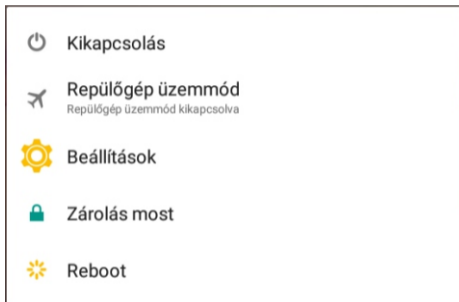 Kikapcsolás
Repülőgép üzemmód
Repülőgép üzemmód kikapcsolva
Beállítások
Zárolás most
Reboot